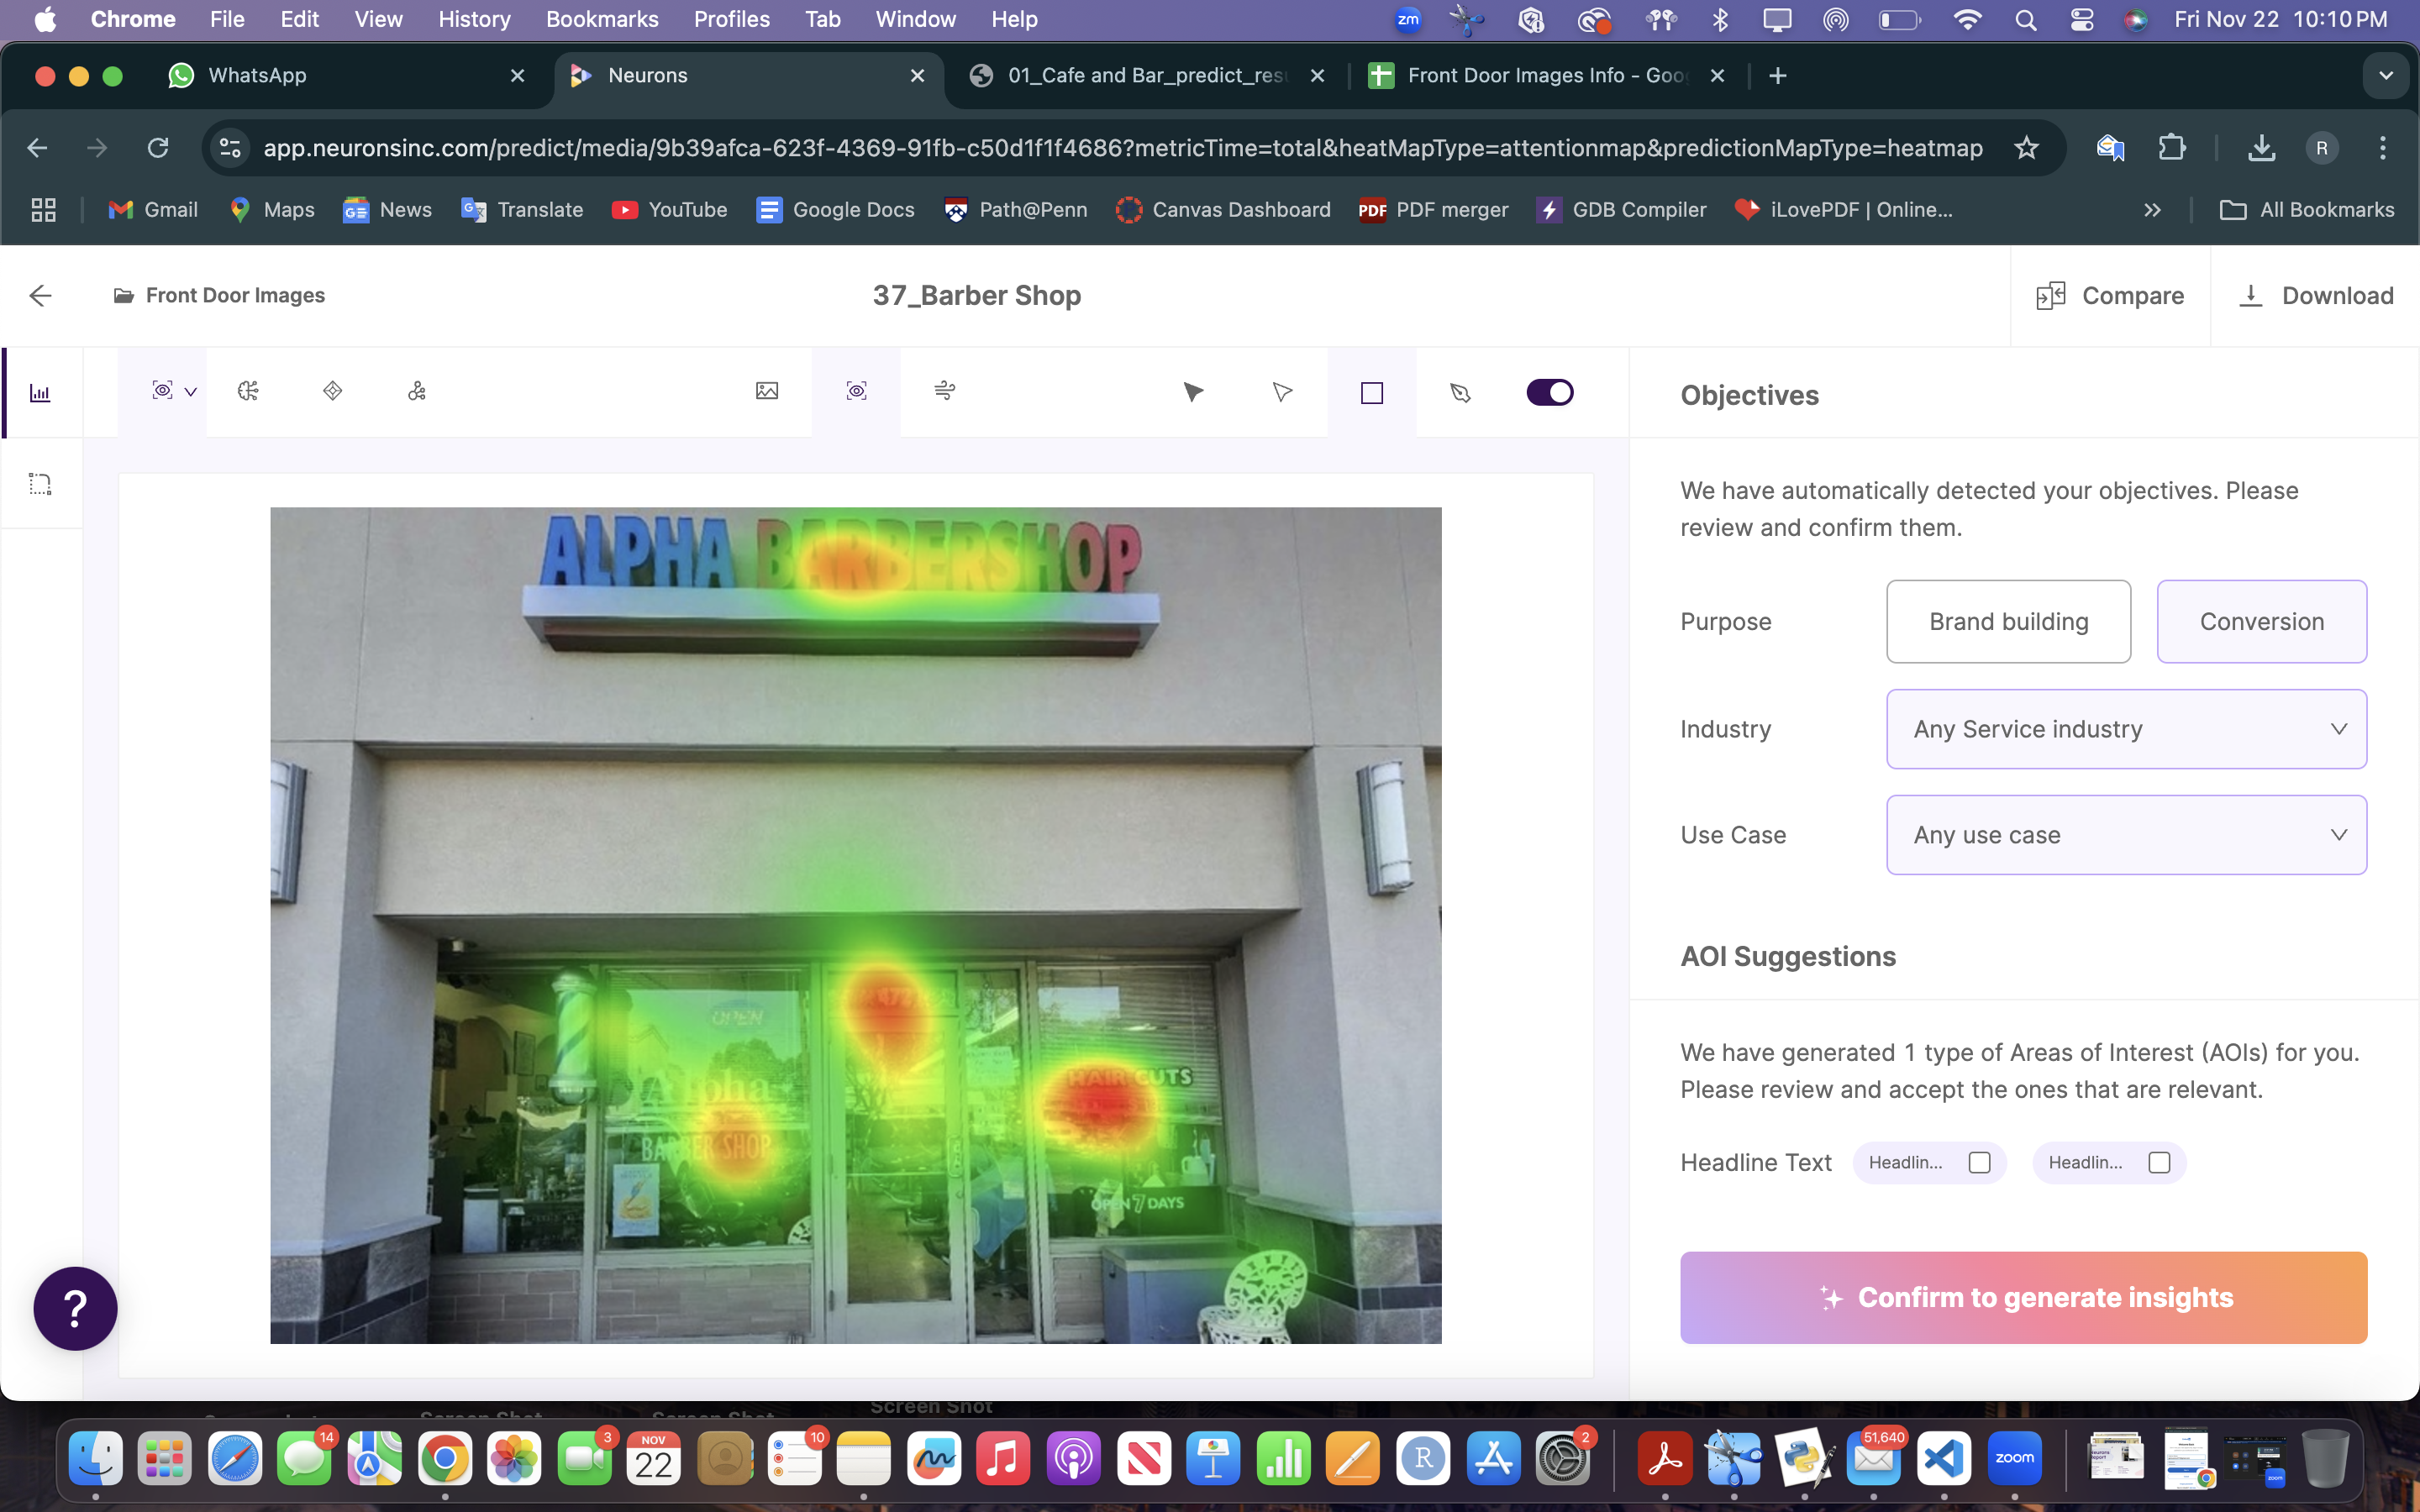 Chrome File Edit View History Bookmarks Profiles Tab Window Help zm Fri Nov 22 10:10 PM
WhatsApp Neurons 01_Cafe and Bar_predict_resu Front Door Images Info - Goo
app.neuronsinc.com/predict/media/9b39afca-623f-4369-91fb-c50d1f1f4686?metricTime=total&heatMapType=attentionmap&predictionMapType=heatmap R
Gmail Maps News Translate YouTube Google Docs Path@Penn Canvas Dashboard PDF PDF merger GDB Compiler iLovePDF | Online... All Bookmarks
Front Door Images 37_Barber Shop Compare Download
Objectives
We have automatically detected your objectives. Please
review and confirm them.
Purpose Brand building Conversion
Industry Any Service industry
Use Case Any use case
AOI Suggestions
We have generated 1 type of Areas of Interest (AOIs) for you.
Please review and accept the ones that are relevant.
Headline Text Headlin... Headlin...
Confirm to generate insights
ALPHA BARBERSHOP
OPEN
Alpha
BARBER SHOP
HAIR CUTS
OPEN 7 DAYS
?
Screen Shot Screen Shot Screen Shot
14 3 NOV 22 10 2 51,640 zoom